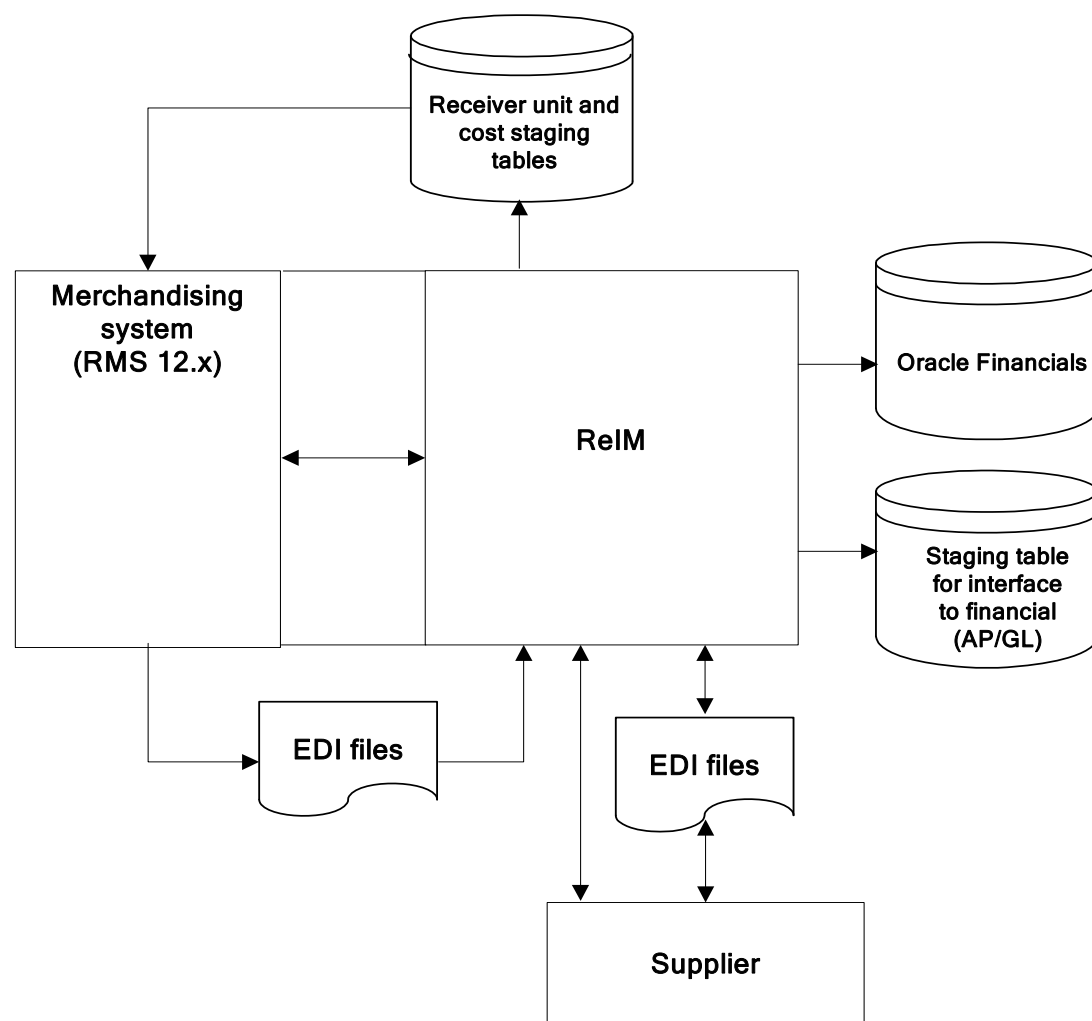 Receiver unit and
cost staging
tables
Merchandising
system
(RMS 12.x)
ReIM
Oracle Financials
Staging table
for interface
to financial
(AP/GL)
EDI files
EDI files
Supplier